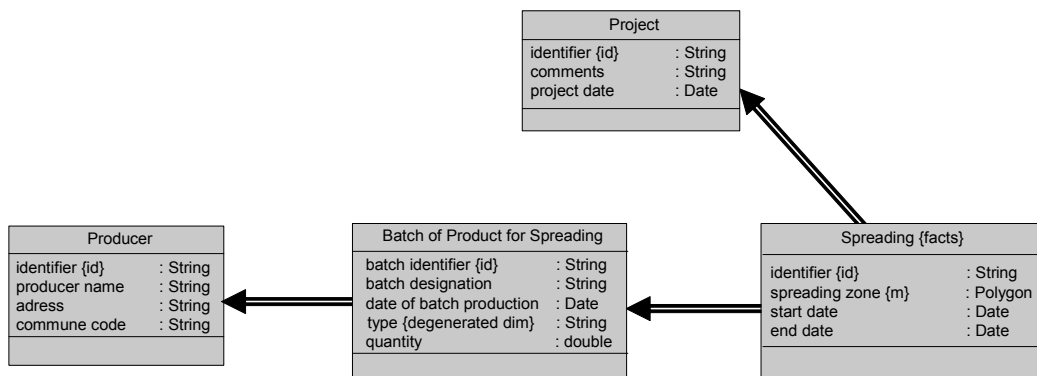 Project
identifier {id} : String
comments : String
project date : Date
Producer
identifier {id} : String
producer name : String
adress : String
commune code : String
Batch of Product for Spreading
batch identifier {id} : String
batch designation : String
date of batch production : Date
type {degenerated dim} : String
quantity : double
Spreading {facts}
identifier {id} : String
spreading zone {m} : Polygon
start date : Date
end date : Date